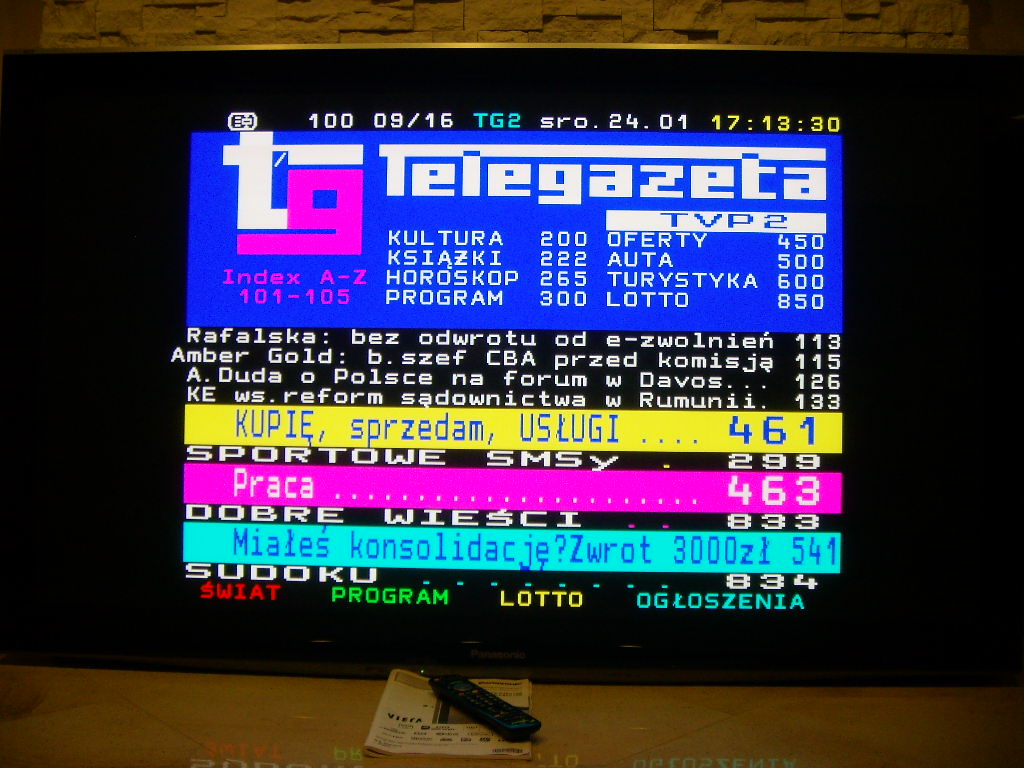 100 09/16 TG2 sro.24.01 17:13:30
tg Telegazeta
TVP2
KULTURA 200 OFERTY 450
KSIĄŻKI 222 AUTA 500
HOROSKOP 265 TURYSTYKA 600
PROGRAM 300 LOTTO 850
Index A-Z
101-105
Rafalska: bez odwrotu od e-zwolnień 113
Amber Gold: b.szef CBA przed komisją 115
A.Duda o Polsce na forum w Davos... 126
KE ws.reform sądownictwa w Rumunii. 133
KUPIĘ, sprzedam, USŁUGI .... 461
SPORTOWE SMSy . 299
Praca ...................... 463
DOBRE WIEŚCI .. 833
Miałeś konsolidację?Zwrot 3000zł 541
SUDOKU ........ 834
ŚWIAT PROGRAM LOTTO OGŁOSZENIA
Panasonic
VIERA